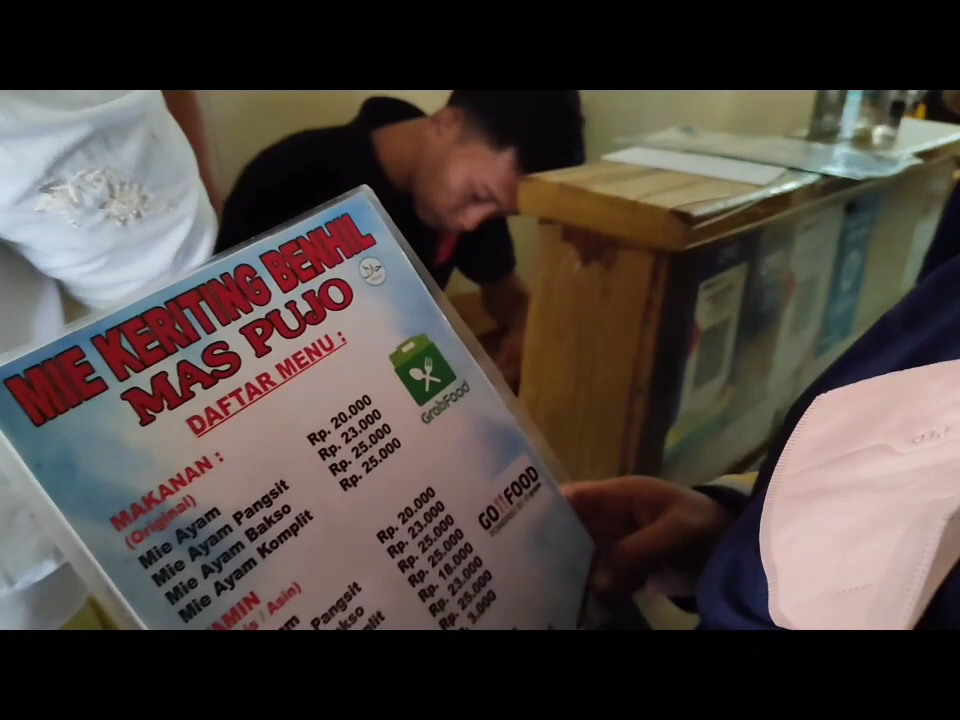 MIE KERITING BENHIL
MAS PUJO
حلال
DAFTAR MENU :
GrabFood
MAKANAN :
(Original)
Mie Ayam Rp. 20.000
Mie Ayam Pangsit Rp. 23.000
Mie Ayam Bakso Rp. 25.000
Mie Ayam Komplit Rp. 25.000
GO FOOD
Rp. 20.000
Pangsit Rp. 23.000
Rp. 25.000
Rp. 25.000
Rp. 18.000
Rp. 23.000
Rp. 25.000
3.000